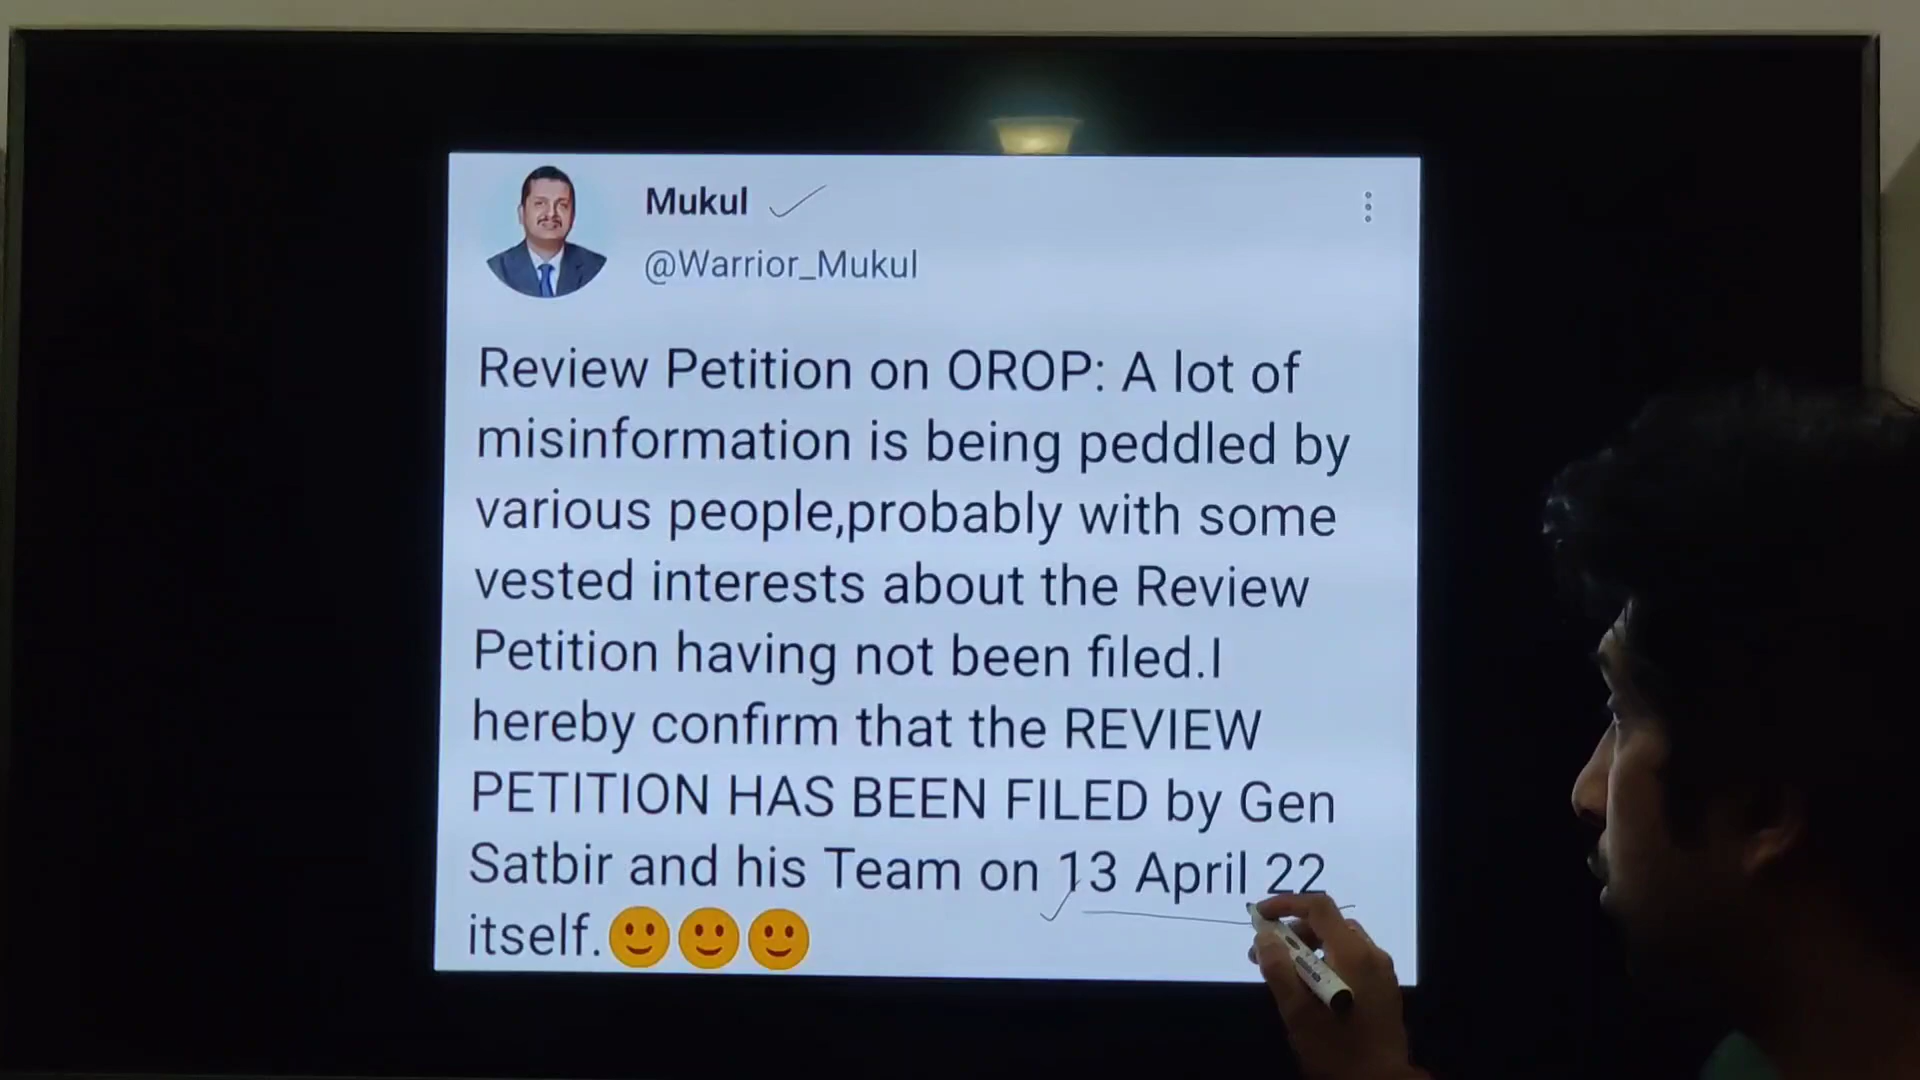 Mukul
@Warrior_Mukul
Review Petition on OROP: A lot of
misinformation is being peddled by
various people,probably with some
vested interests about the Review
Petition having not been filed.I
hereby confirm that the REVIEW
PETITION HAS BEEN FILED by Gen
Satbir and his Team on 13 April 22
itself.🙂🙂🙂